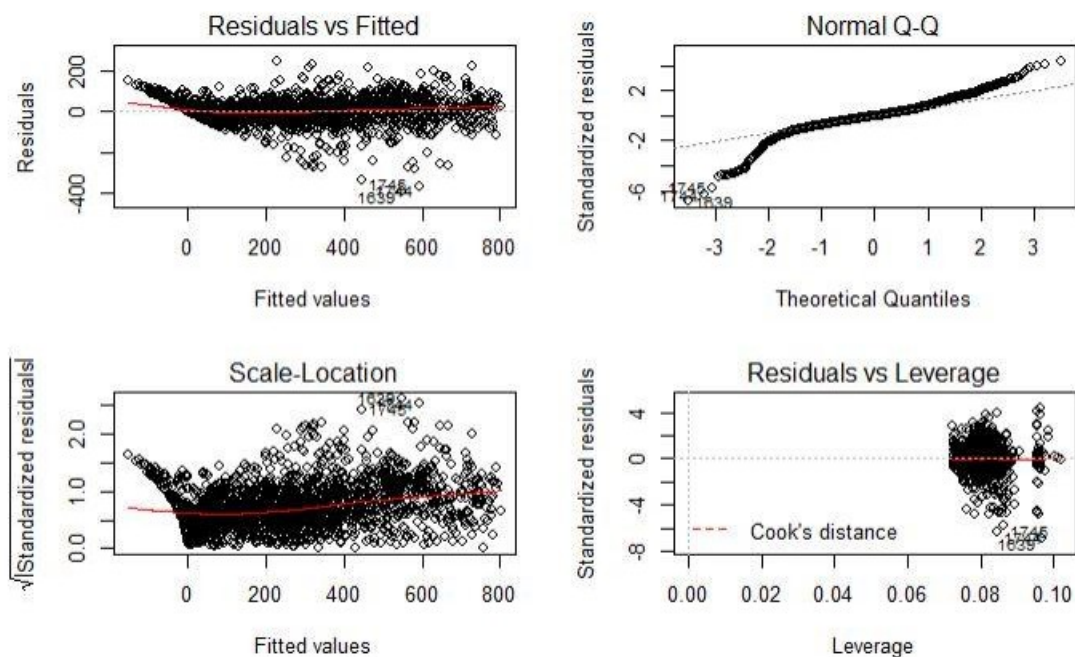 Residuals vs Fitted
Residuals
200
0
-400
1745
1639
0 200 400 600 800
Fitted values
Normal Q-Q
Standardized residuals
2
-2
-6
1745
1639
-3 -2 -1 0 1 2 3
Theoretical Quantiles
Scale-Location
√|Standardized residuals|
2.0
1.0
0.0
1639
1745
0 200 400 600 800
Fitted values
Residuals vs Leverage
Standardized residuals
4
0
-4
-8
Cook's distance
1745
1639
0.00 0.02 0.04 0.06 0.08 0.10
Leverage